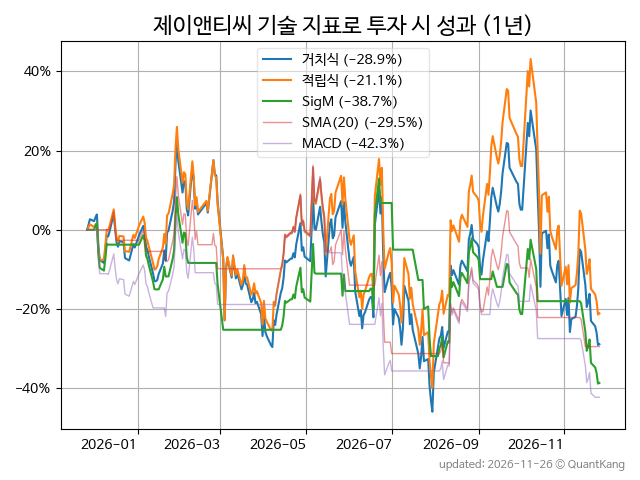 제이앤티씨 기술 지표로 투자 시 성과 (1년)
거치식 (-28.9%)
적립식 (-21.1%)
SigM (-38.7%)
SMA(20) (-29.5%)
MACD (-42.3%)
40%
20%
0%
-20%
-40%
2026-01 2026-03 2026-05 2026-07 2026-09 2026-11
updated: 2026-11-26 © QuantKang